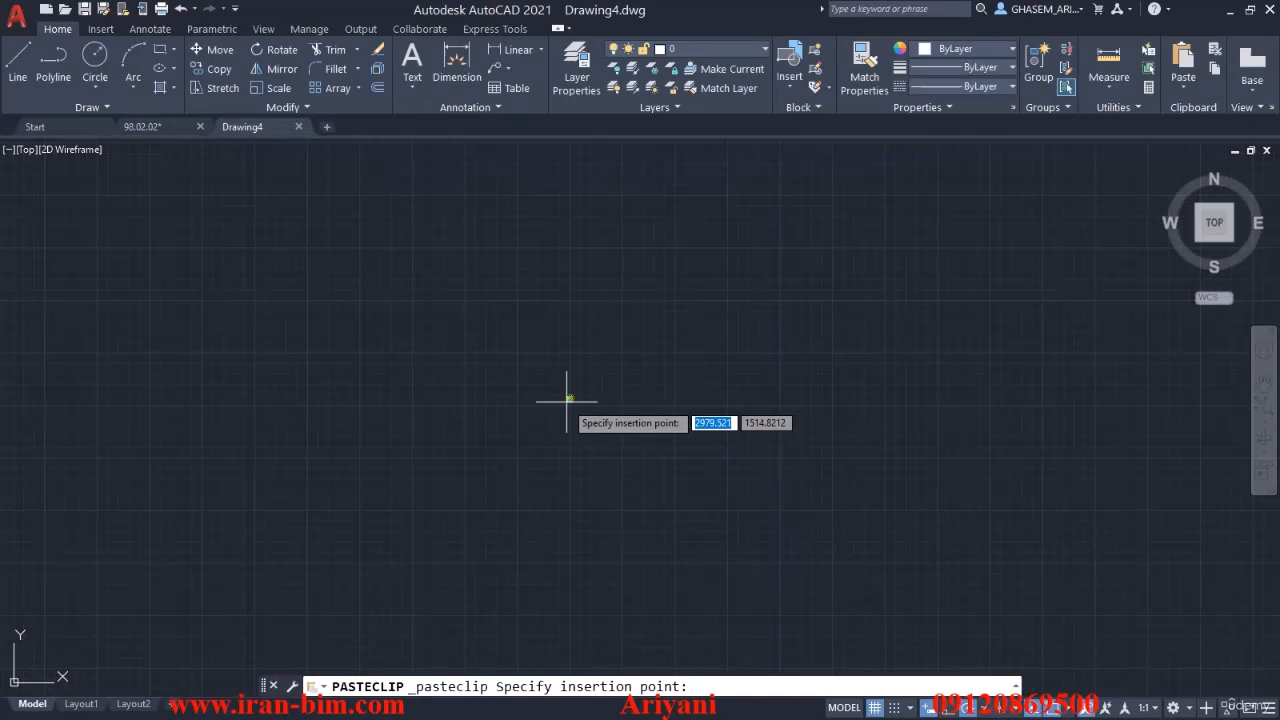 Autodesk AutoCAD 2021 Drawing4.dwg
Type a keyword or phrase
GHASEM_ARI...
Home Insert Annotate Parametric View Manage Output Collaborate Express Tools
Line
Polyline
Circle
Arc
Draw
Move Rotate Trim
Copy Mirror Fillet
Stretch Scale Array
Modify
Text
Dimension
Linear
Table
Annotation
Layer
Properties
0
Make Current
Match Layer
Layers
Insert
Block
Match
Properties
ByLayer
ByLayer
ByLayer
Properties
Group
Groups
Measure
Utilities
Paste
Clipboard
Base
View
Start 98.02.02* Drawing4
[−][Top][2D Wireframe]
N
W TOP E
S
WCS
Specify insertion point: 2979.521 1514.8212
Y
X
PASTECLIP _pasteclip Specify insertion point:
Model Layout1 Layout2
MODEL
1:1
www.iran-bim.com Ariyani 09120869500
Udemy